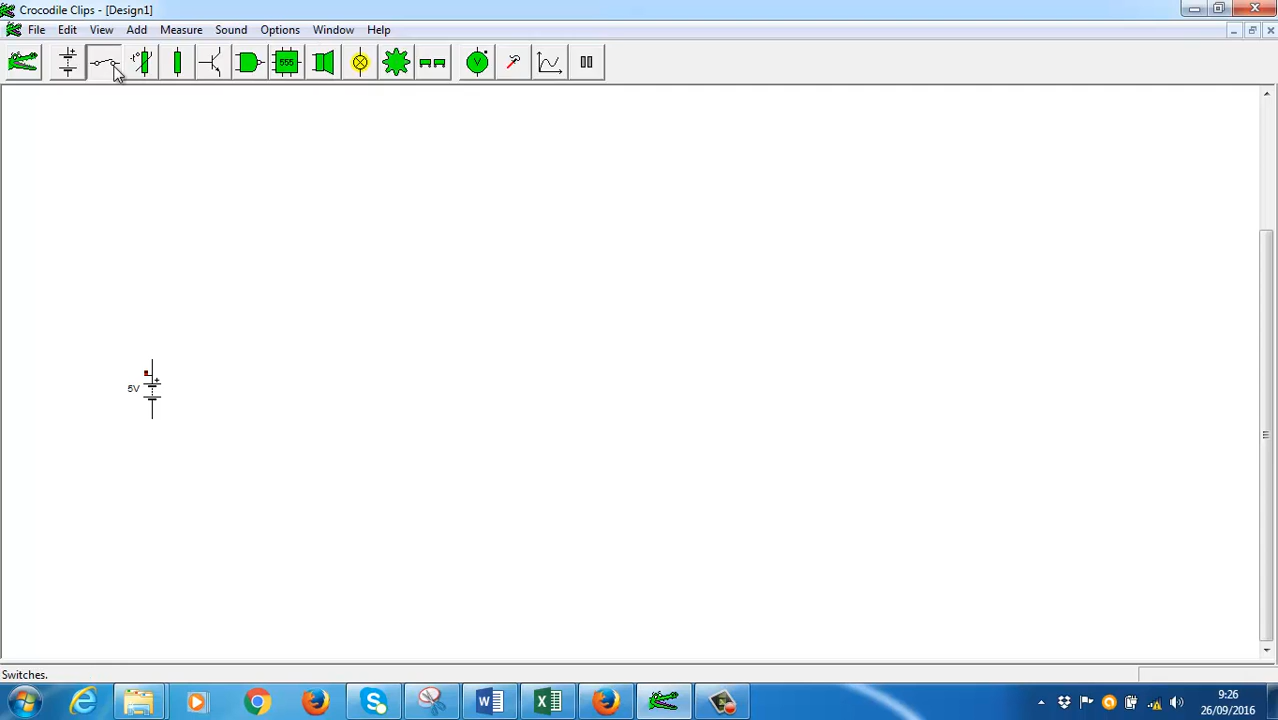 Crocodile Clips - [Design1]
File Edit View Add Measure Sound Options Window Help
555 V
5V
Switches.
9:26
26/09/2016